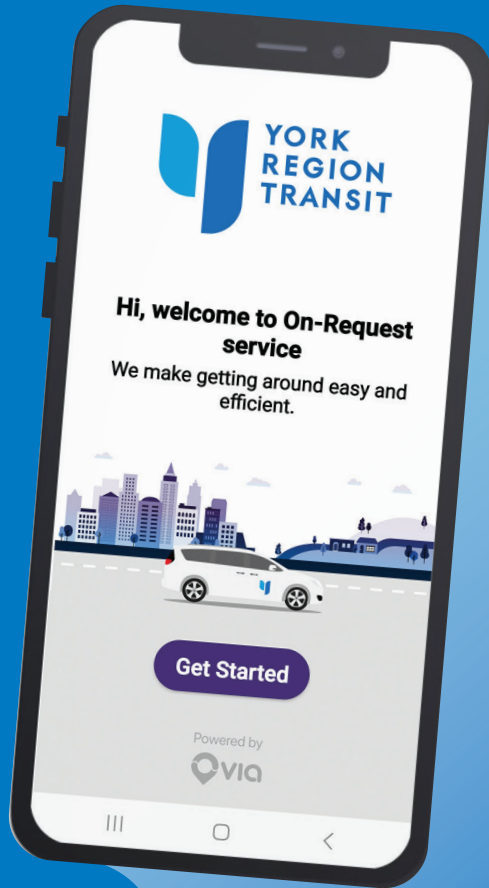 YORK
REGION
TRANSIT
Hi, welcome to On-Request
service
We make getting around easy and
efficient.
Get Started
Powered by
via